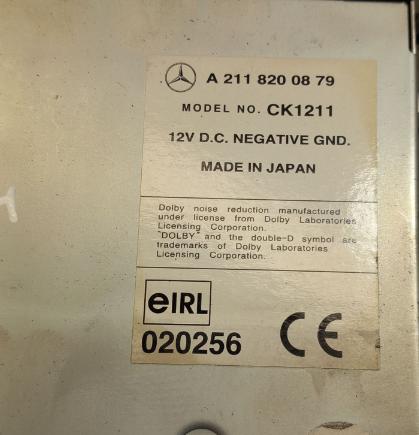 A 211 820 08 79
MODEL NO. CK1211
12V D.C. NEGATIVE GND.
MADE IN JAPAN
Dolby noise reduction manufactured
under license from Dolby Laboratories
Licensing Corporation.
"DOLBY" and the double-D symbol are
trademarks of Dolby Laboratories
Licensing Corporation.
eIRL
020256 CE